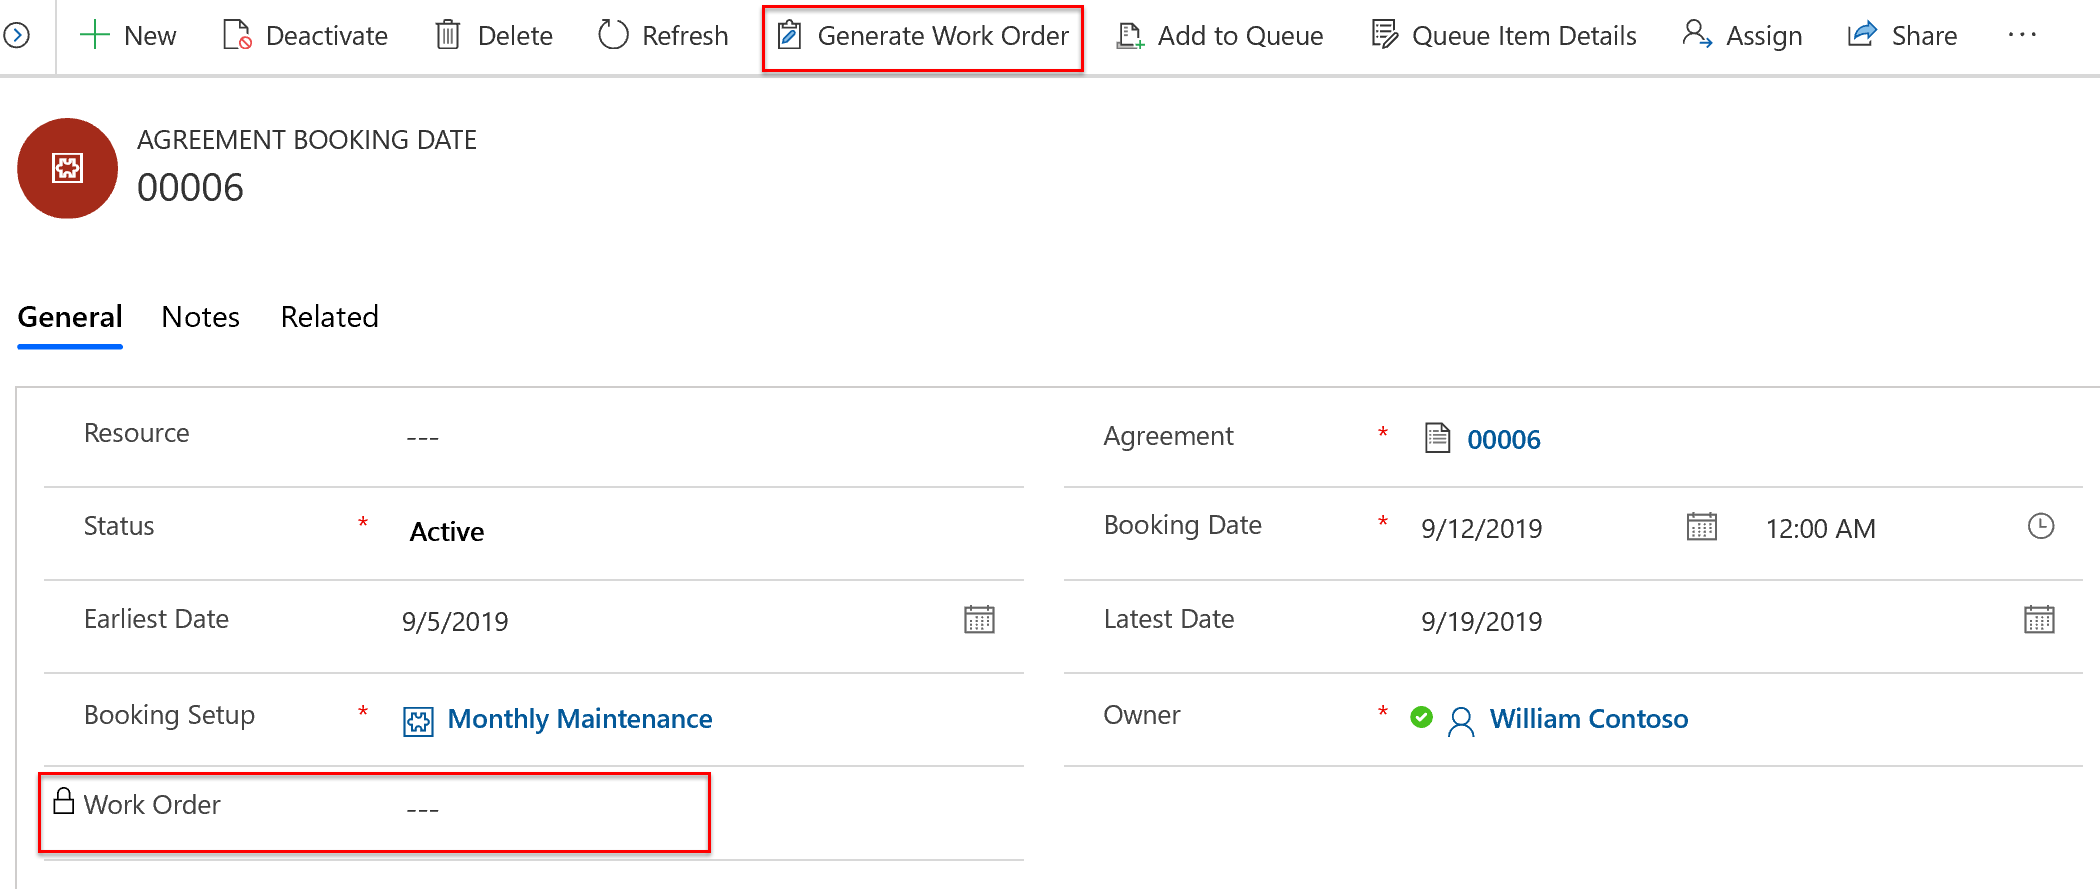 New Deactivate Delete Refresh Generate Work Order Add to Queue Queue Item Details Assign Share ···
AGREEMENT BOOKING DATE
00006
General Notes Related
Resource --- Agreement * 00006
Status * Active Booking Date * 9/12/2019 12:00 AM
Earliest Date 9/5/2019 Latest Date 9/19/2019
Booking Setup * Monthly Maintenance Owner * William Contoso
Work Order ---